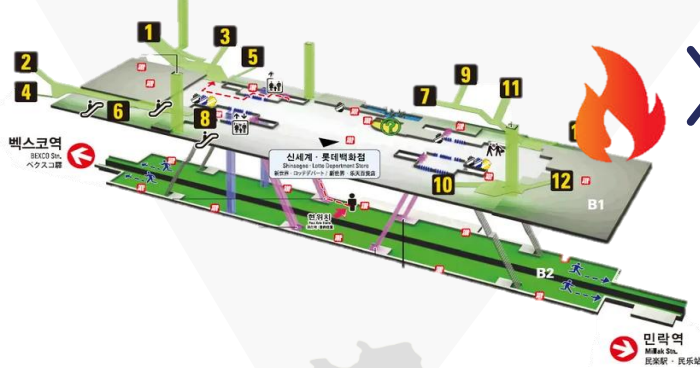 1
3
2
5
4
6
8
7
9
11
1
10
12
벡스코역
BEXCO Stn.
ベクスコ驛
신세계 · 롯데백화점
Shinsegae · Lotte Department Store
B1
현위치
B2
민락역
Millak Stn.
民楽駅 · 民乐站